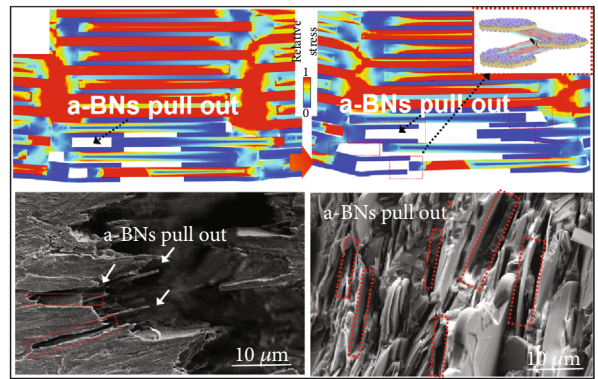 Relative
stress
1
0
a-BNs pull out
a-BNs pull out
a-BNs pull out
10 μm
a-BNs pull out
10 μm